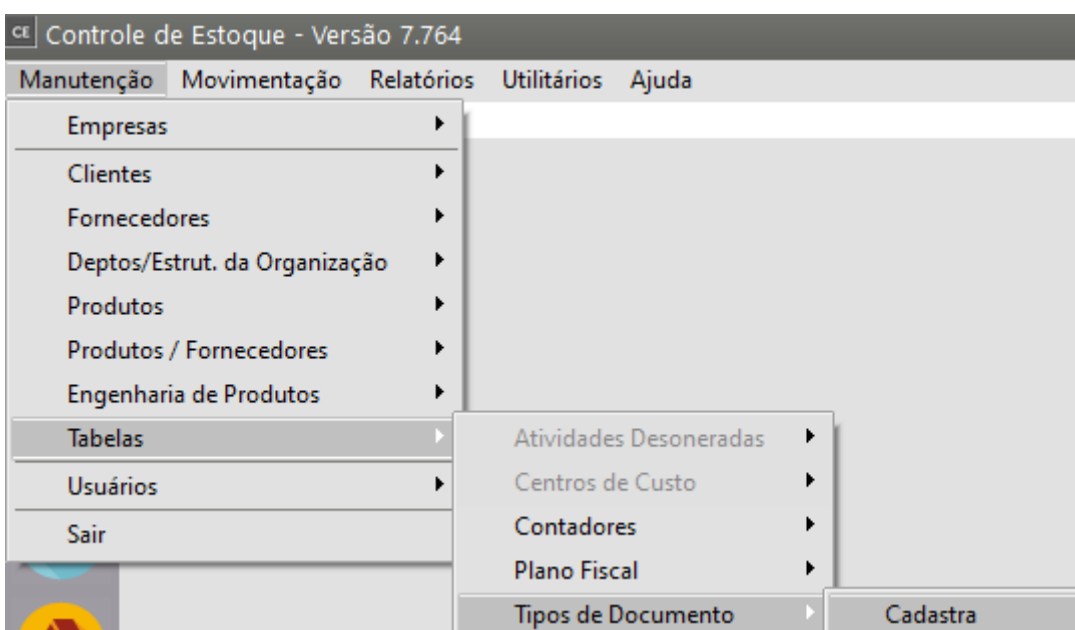 CE Controle de Estoque - Versão 7.764
Manutenção Movimentação Relatórios Utilitários Ajuda
Empresas
Clientes
Fornecedores
Deptos/Estrut. da Organização
Produtos
Produtos / Fornecedores
Engenharia de Produtos
Tabelas
Usuários
Sair
Atividades Desoneradas
Centros de Custo
Contadores
Plano Fiscal
Tipos de Documento
Cadastra